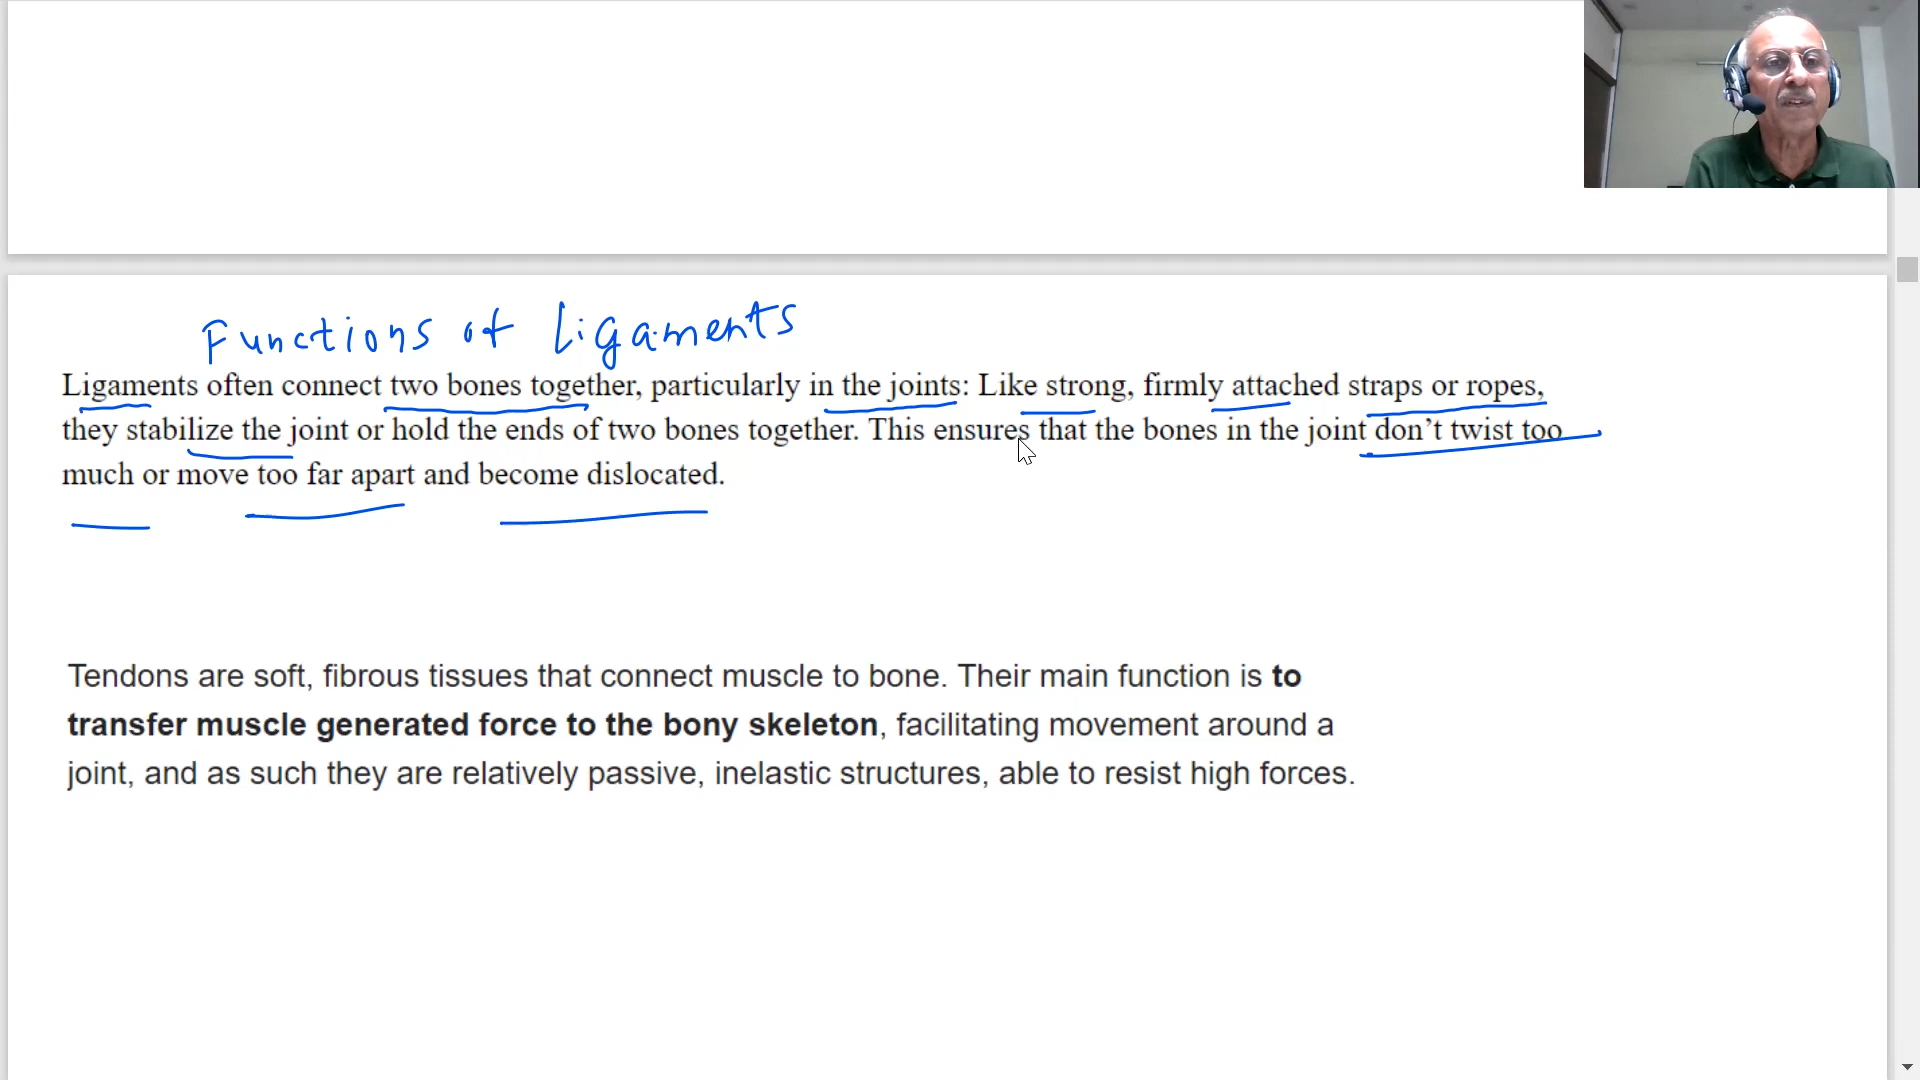 Functions of Ligaments
Ligaments often connect two bones together, particularly in the joints: Like strong, firmly attached straps or ropes,
they stabilize the joint or hold the ends of two bones together. This ensures that the bones in the joint don’t twist too
much or move too far apart and become dislocated.
Tendons are soft, fibrous tissues that connect muscle to bone. Their main function is to
transfer muscle generated force to the bony skeleton, facilitating movement around a
joint, and as such they are relatively passive, inelastic structures, able to resist high forces.